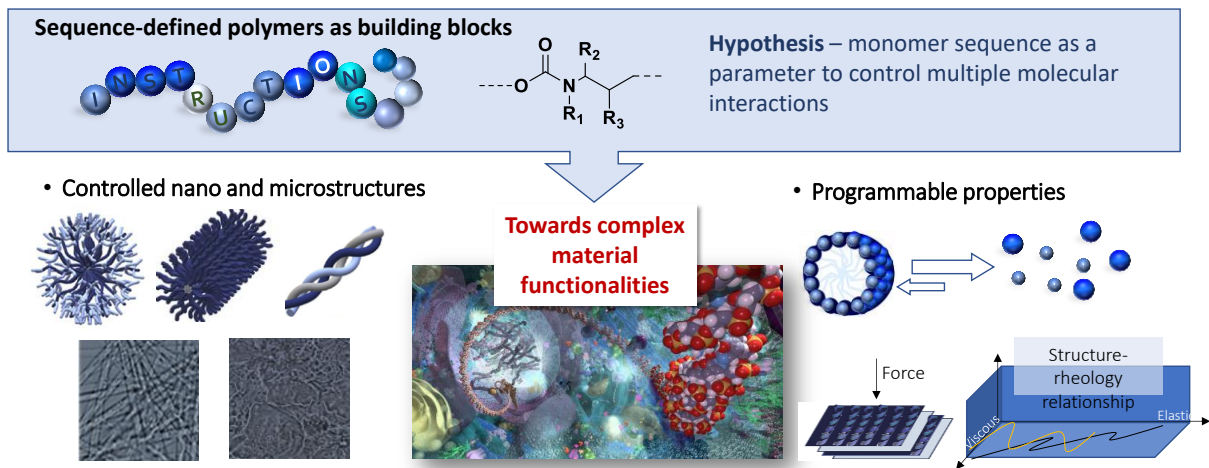 Sequence-defined polymers as building blocks
INSTRUCTIONS
O
O
N
R2
R1
R3
Hypothesis – monomer sequence as a
parameter to control multiple molecular
interactions
• Controlled nano and microstructures
Towards complex
material
functionalities
• Programmable properties
Force
Structure-
rheology
relationship
Viscous
Elastic